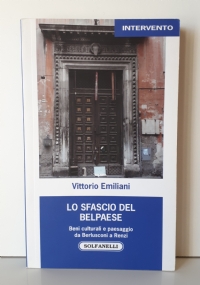 INTERVENTO
Vittorio Emiliani
LO SFASCIO DEL
BELPAESE
Beni culturali e paesaggio
da Berlusconi a Renzi
SOLFANELLI